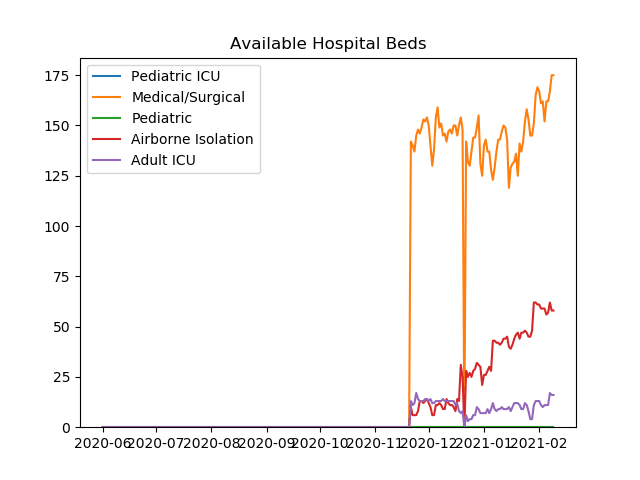 Available Hospital Beds
Pediatric ICU
Medical/Surgical
Pediatric
Airborne Isolation
Adult ICU
175
150
125
100
75
50
25
0
2020-06 2020-07 2020-08 2020-09 2020-10 2020-11 2020-12 2021-01 2021-02